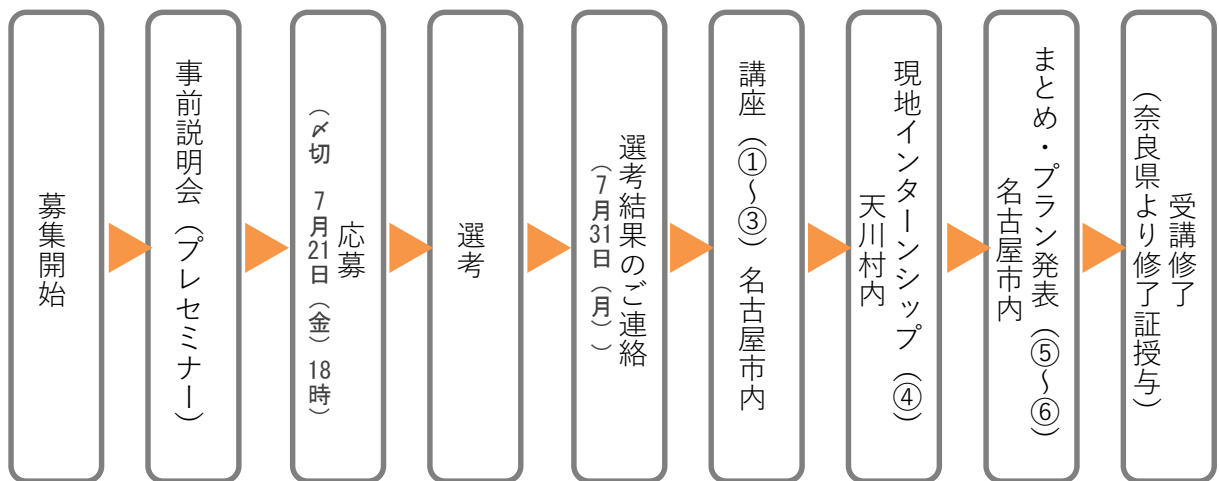 募集開始
事前説明会（プレセミナー）
応募
（〆切　7月21日（金）18時）
選考
選考結果のご連絡
（7月31日（月））
講座（①～③）名古屋市内
現地インターンシップ（④）
天川村内
まとめ・プラン発表（⑤～⑥）
名古屋市内
受講修了
（奈良県より修了証授与）